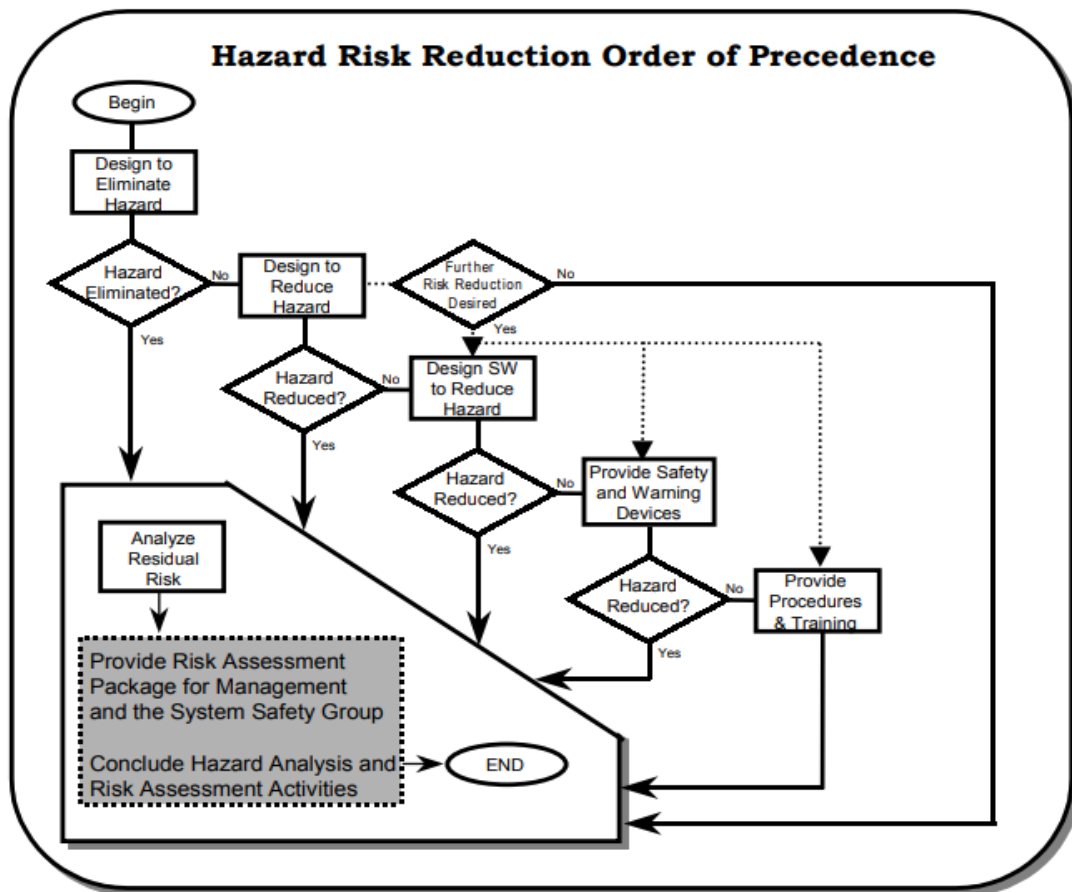 Hazard Risk Reduction Order of Precedence
Begin
Design to
Eliminate
Hazard
Hazard
Eliminated?
No
Yes
Design to
Reduce
Hazard
Further
Risk Reduction
Desired
No
Yes
Hazard
Reduced?
No
Yes
Design SW
to Reduce
Hazard
Hazard
Reduced?
No
Yes
Provide Safety
and Warning
Devices
Hazard
Reduced?
No
Yes
Provide
Procedures
& Training
Analyze
Residual
Risk
Provide Risk Assessment
Package for Management
and the System Safety Group
Conclude Hazard Analysis and
Risk Assessment Activities
END